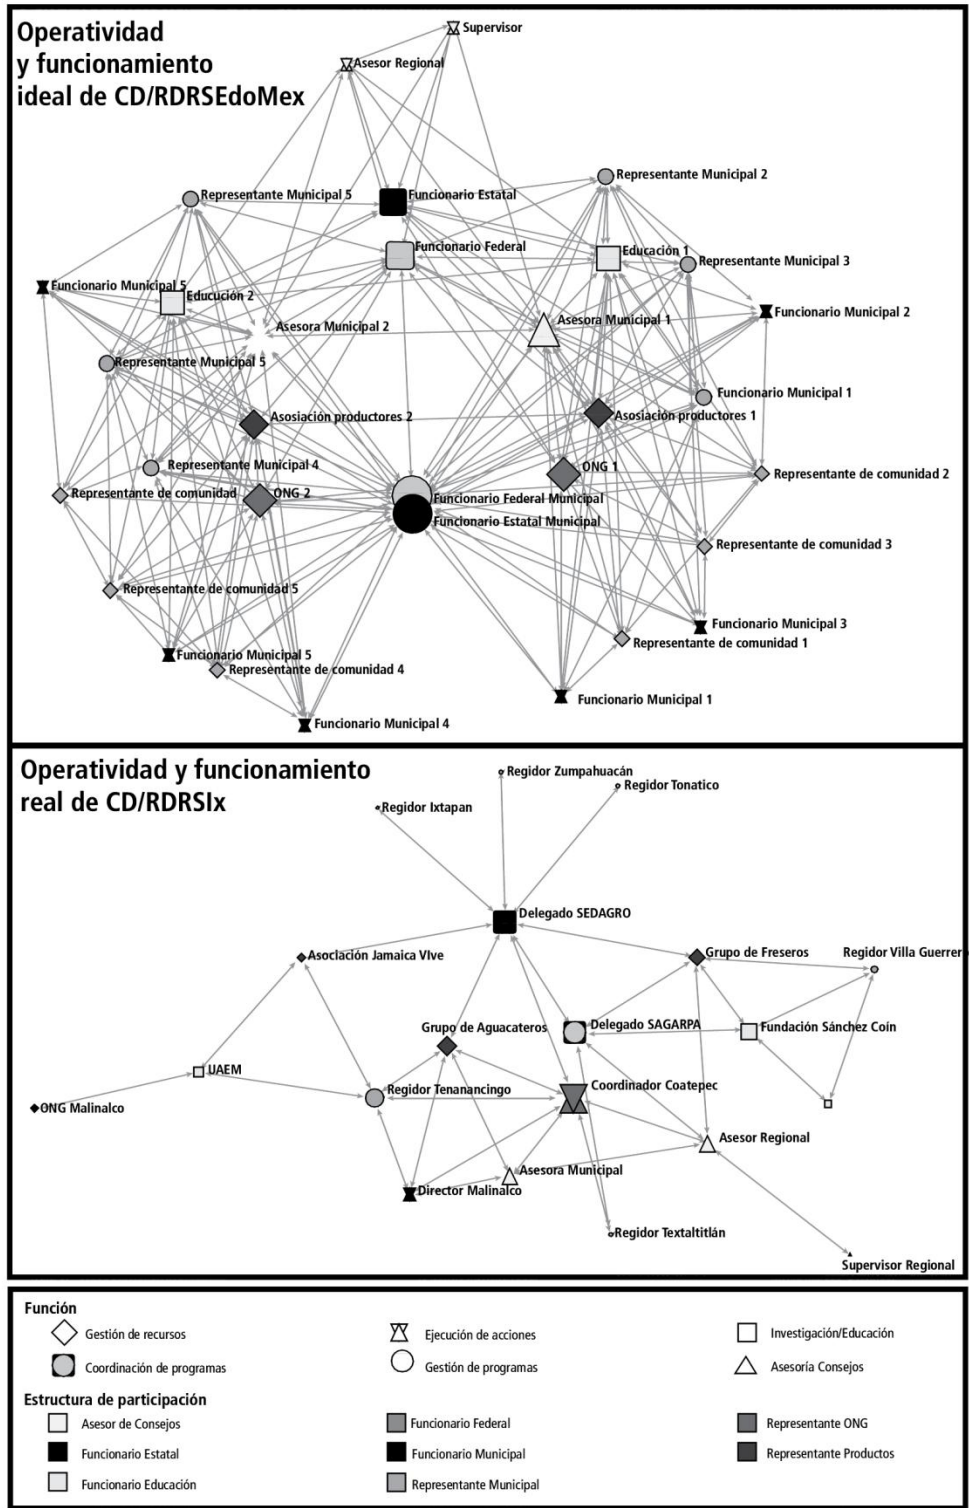 Operatividad
y funcionamiento
ideal de CD/RDRSEdoMex
Supervisor
Asesor Regional
Representante Municipal 2
Representante Municipal 5
Funcionario Estatal
Funcionario Federal
Educación 1
Representante Municipal 3
Funcionario Municipal 5
Educución 2
Funcionario Municipal 2
Asesora Municipal 2
Asesora Municipal 1
Representante Municipal 5
Funcionario Municipal 1
Asosiación productores 2
Asosiación productores 1
Representante Municipal 4
ONG 1
Representante de comunidad 2
Representante de comunidad
ONG 2
Funcionario Federal Municipal
Funcionario Estatal Municipal
Representante de comunidad 3
Representante de comunidad 5
Funcionario Municipal 3
Representante de comunidad 1
Funcionario Municipal 5
Representante de comunidad 4
Funcionario Municipal 1
Funcionario Municipal 4
Operatividad y funcionamiento
real de CD/RDRSIx
Regidor Zumpahuacán
Regidor Tonatico
Regidor Ixtapan
Delegado SEDAGRO
Asociación Jamaica VIve
Grupo de Freseros
Regidor Villa Guerrero
Grupo de Aguacateros
Delegado SAGARPA
Fundación Sánchez Coín
UAEM
Regidor Tenanancingo
Coordinador Coatepec
ONG Malinalco
Asesor Regional
Asesora Municipal
Director Malinalco
Regidor Textaltitlán
Supervisor Regional
Función
Gestión de recursos
Ejecución de acciones
Investigación/Educación
Coordinación de programas
Gestión de programas
Asesoría Consejos
Estructura de participación
Asesor de Consejos
Funcionario Federal
Representante ONG
Funcionario Estatal
Funcionario Municipal
Representante Productos
Funcionario Educación
Representante Municipal